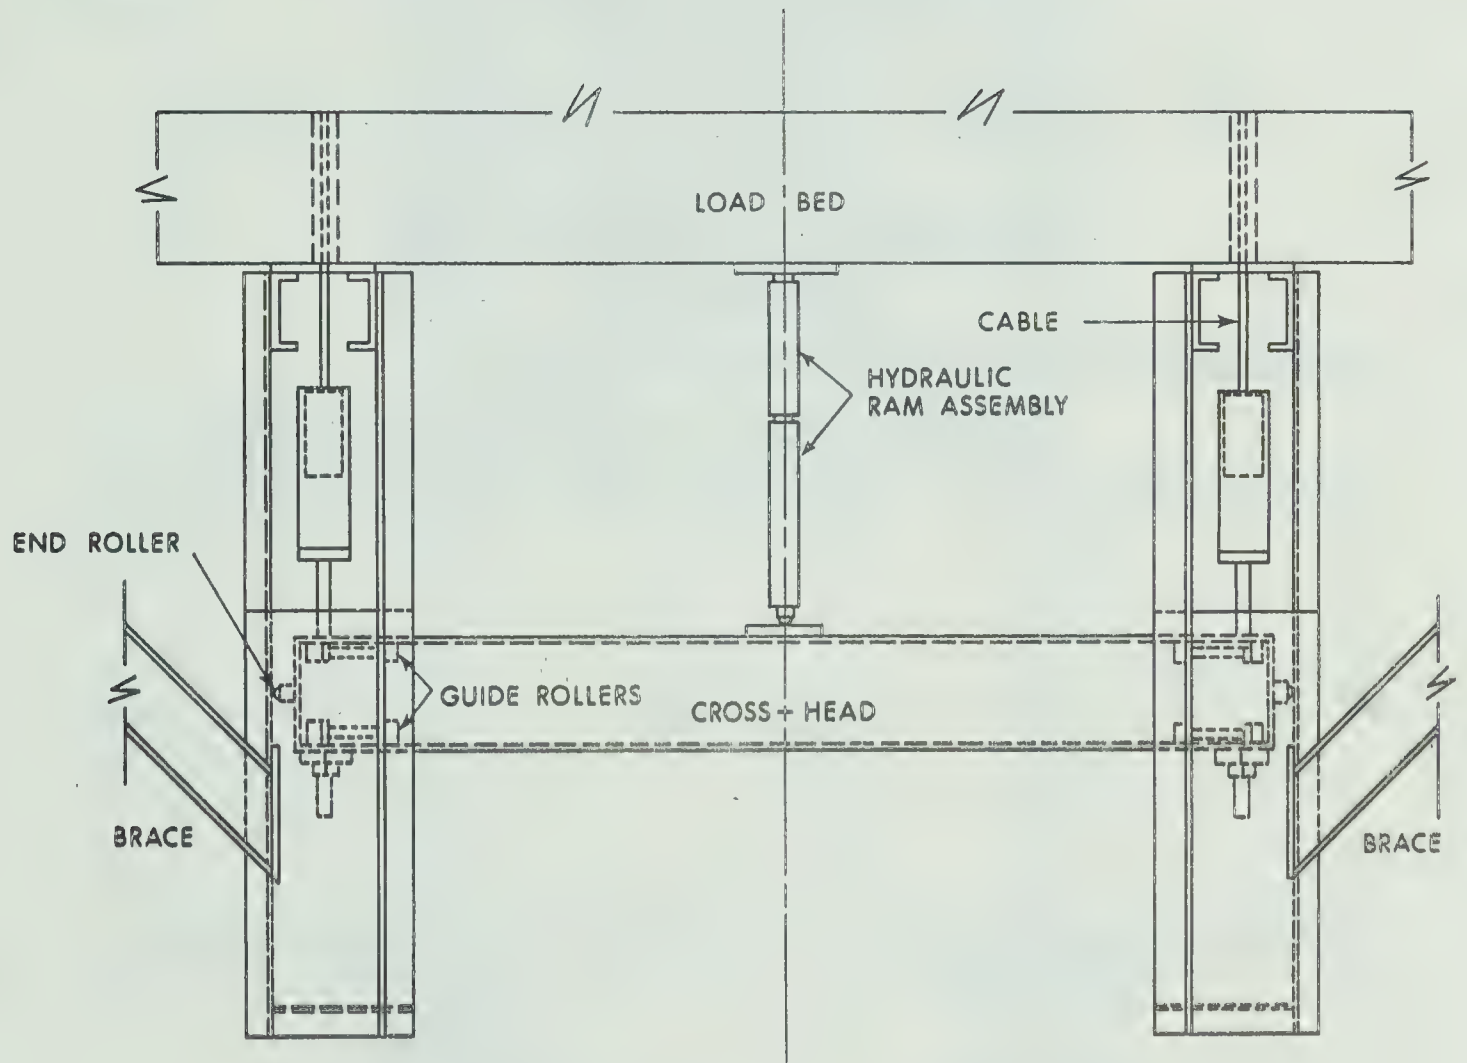 LOAD BED
CABLE
HYDRAULIC
RAM ASSEMBLY
END ROLLER
GUIDE ROLLERS
CROSS-HEAD
BRACE
BRACE